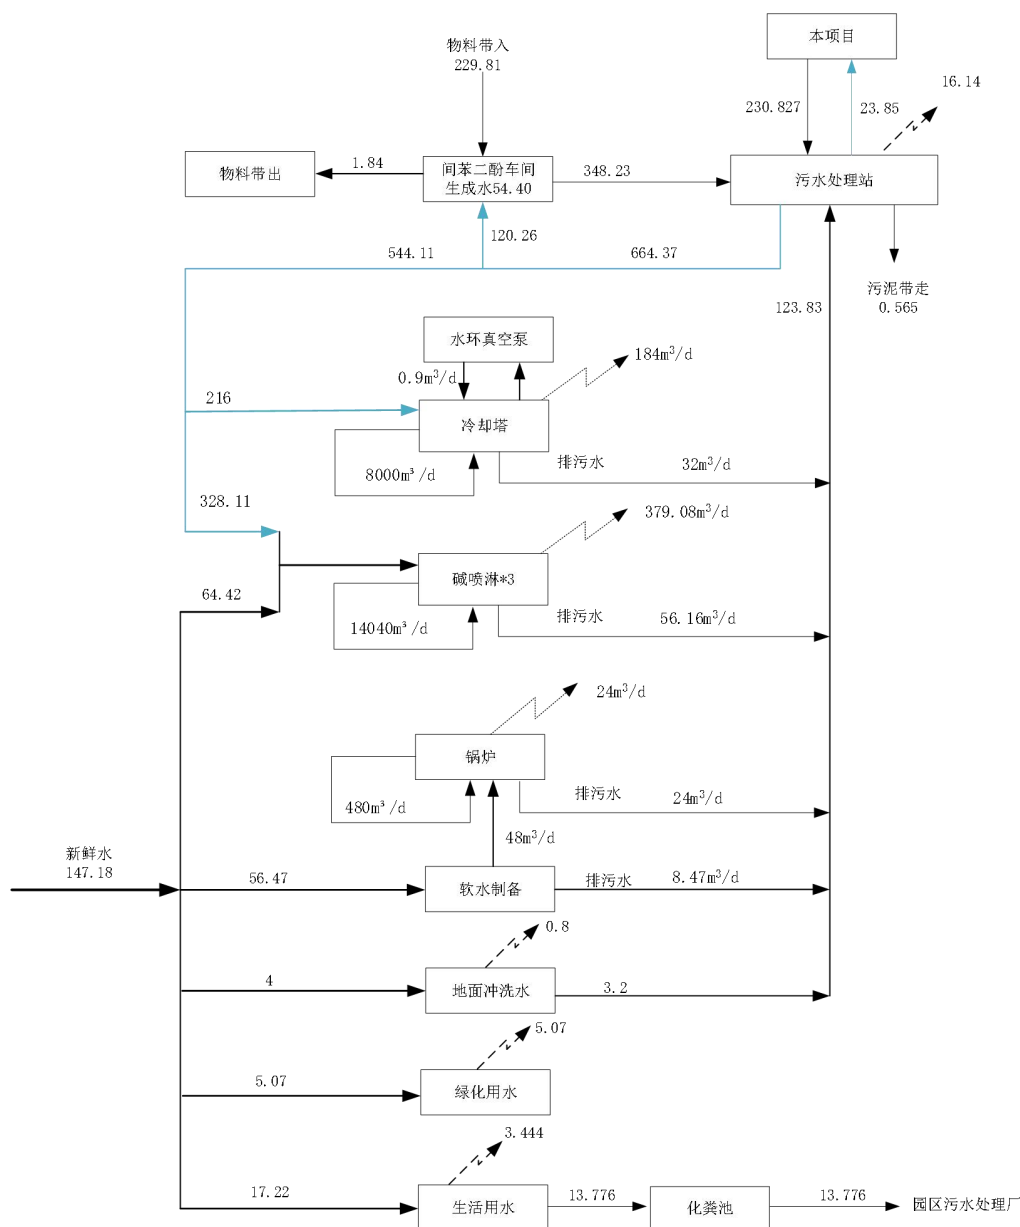 本项目
物料带入
229.81
230.827
23.85
16.14
物料带出
1.84
间苯二酚车间
生成水54.40
348.23
污水处理站
120.26
544.11
664.37
污泥带走
0.565
123.83
水环真空泵
0.9m³/d
184m³/d
216
冷却塔
8000m³/d
排污水
32m³/d
328.11
379.08m³/d
碱喷淋*3
64.42
14040m³/d
排污水
56.16m³/d
24m³/d
锅炉
480m³/d
排污水
24m³/d
48m³/d
新鲜水
147.18
56.47
软水制备
排污水
8.47m³/d
0.8
4
地面冲洗水
3.2
5.07
5.07
绿化用水
3.444
17.22
生活用水
13.776
化粪池
13.776
园区污水处理厂